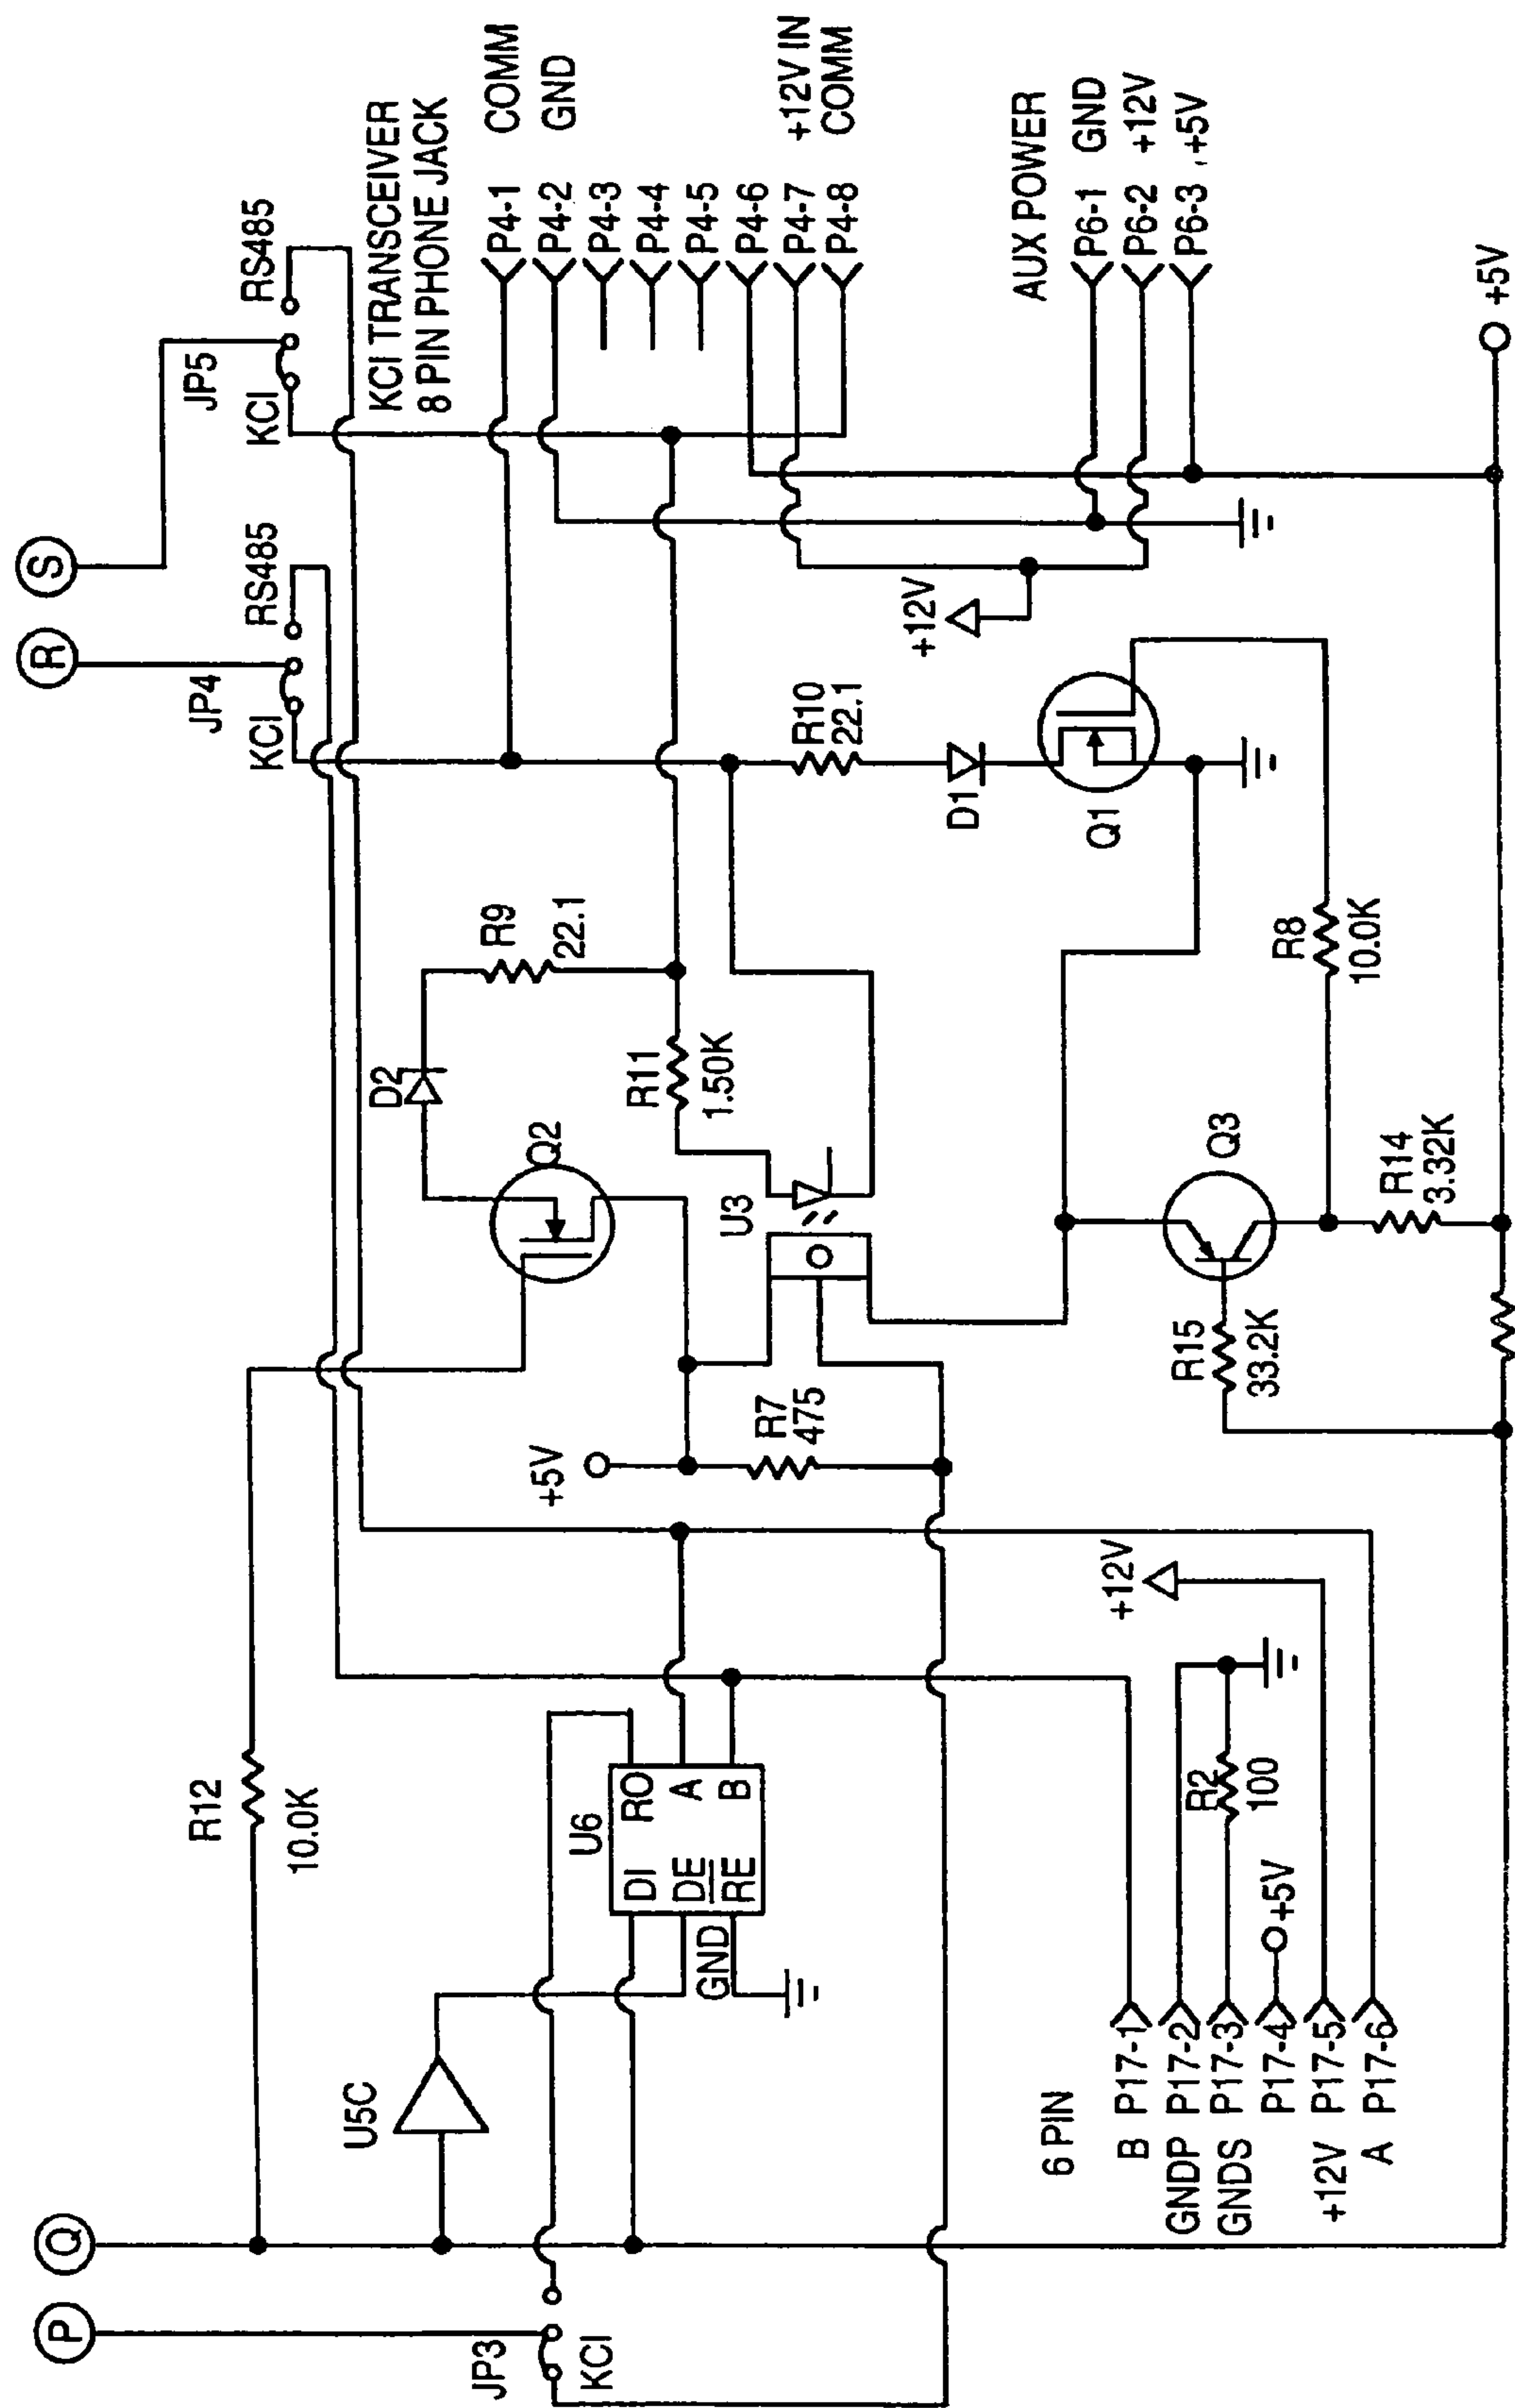 P
Q
R
S
JP3
KCI
JP4
KCI
RS485
JP5
KCI
RS485
KCI TRANSCEIVER
8 PIN PHONE JACK
P4-1 COMM
P4-2 GND
P4-3
P4-4
P4-5
P4-6
P4-7 +12V IN
P4-8 COMM
AUX POWER
P6-1 GND
P6-2 +12V
P6-3 +5V
R12
10.0K
U5C
U6
DI
DE
RE
RO
A
B
GND
D2
R9
22.1
Q2
R11
1.50K
U3
+5V
R7
475
R10
22.1
D1
Q1
+12V
R8
10.0K
Q3
R14
3.32K
R15
33.2K
+12V
R2
100
+5V
6 PIN
B P17-1
GNDP P17-2
GNDS P17-3
P17-4
+12V P17-5
A P17-6
+5V